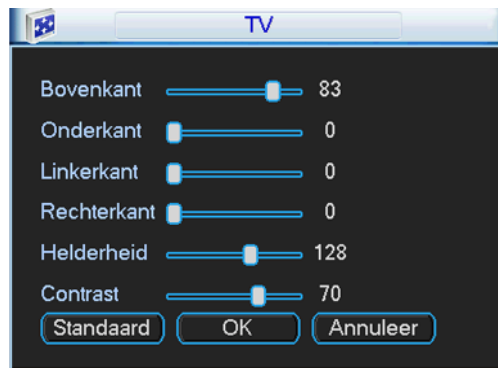 TV
Bovenkant 83
Onderkant 0
Linkerkant 0
Rechterkant 0
Helderheid 128
Contrast 70
Standaard OK Annuleer